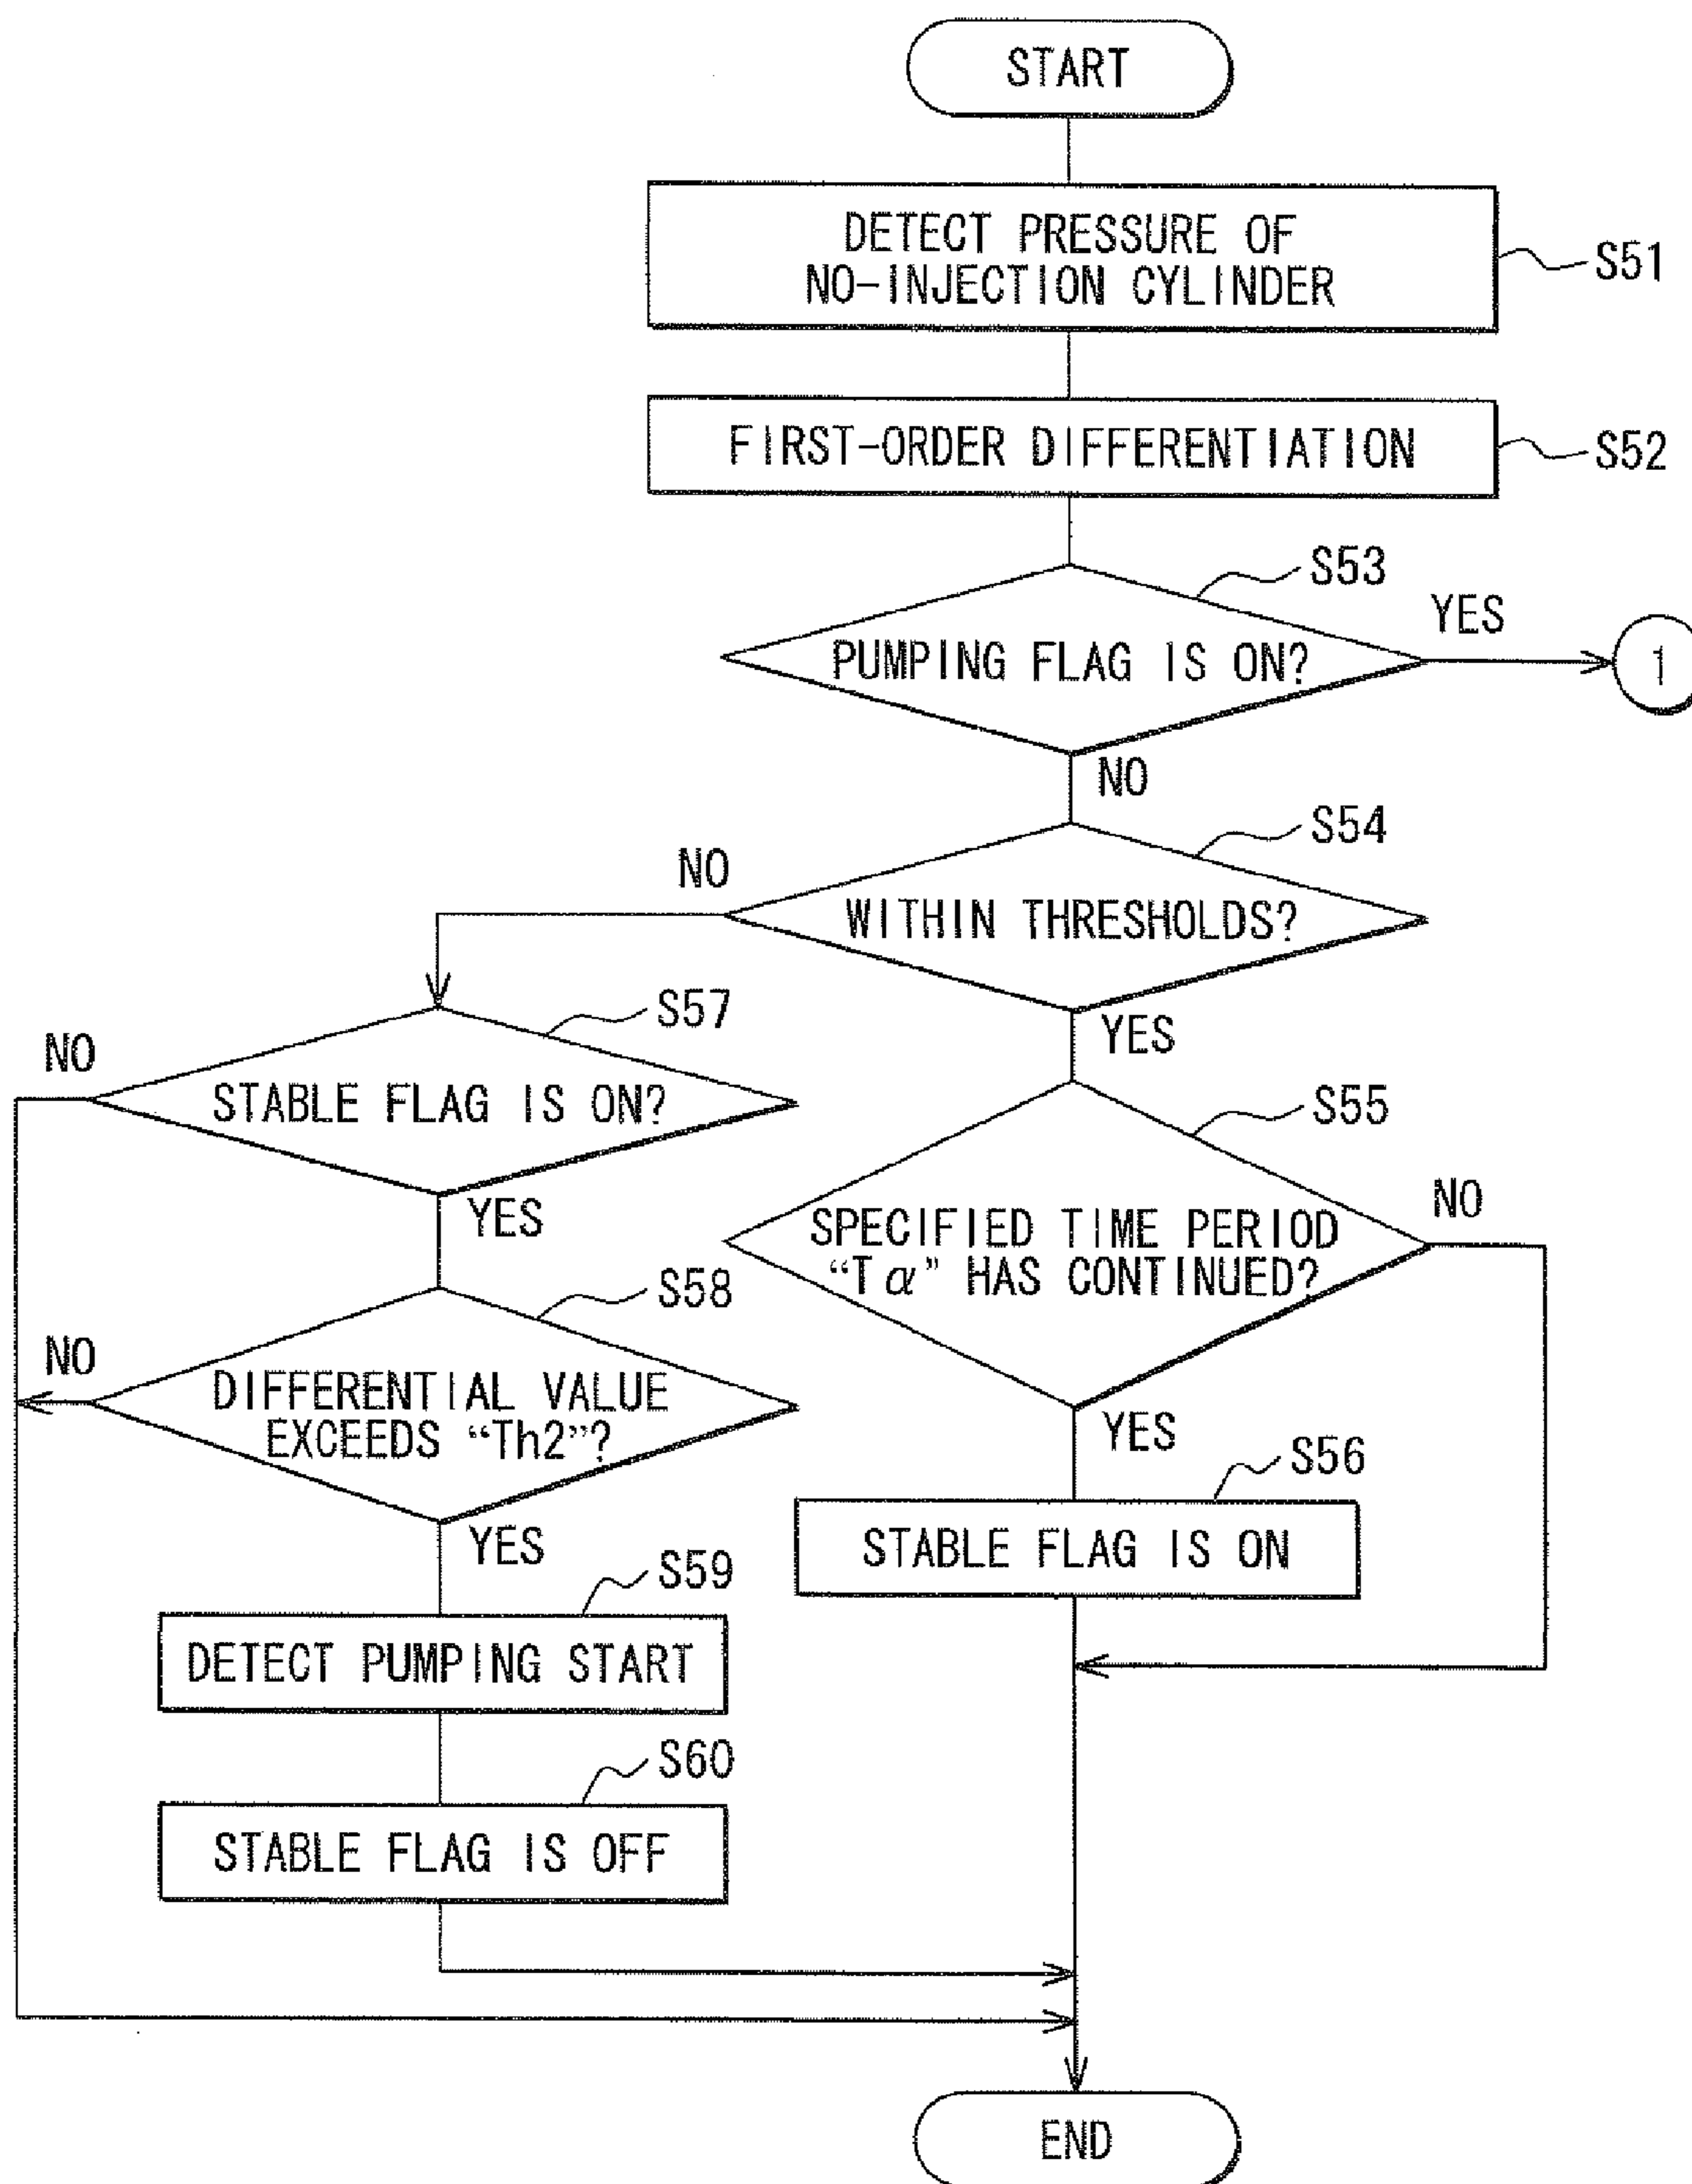 START
DETECT PRESSURE OF
NO-INJECTION CYLINDER
S51
FIRST-ORDER DIFFERENTIATION
S52
S53
PUMPING FLAG IS ON?
YES
1
NO
S54
NO
WITHIN THRESHOLDS?
YES
S57
NO
STABLE FLAG IS ON?
YES
S55
SPECIFIED TIME PERIOD
“Tα” HAS CONTINUED?
NO
YES
S58
NO
DIFFERENTIAL VALUE
EXCEEDS “Th2”?
YES
S56
STABLE FLAG IS ON
S59
DETECT PUMPING START
S60
STABLE FLAG IS OFF
END